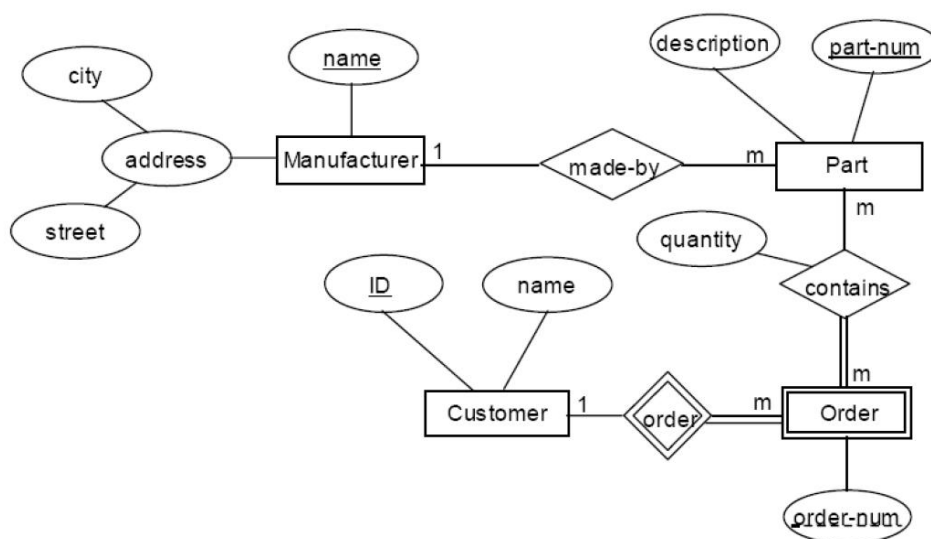 description
part-num
name
city
address
Manufacturer
1
made-by
m
Part
m
street
quantity
ID
name
contains
m
Customer
1
order
m
Order
order-num